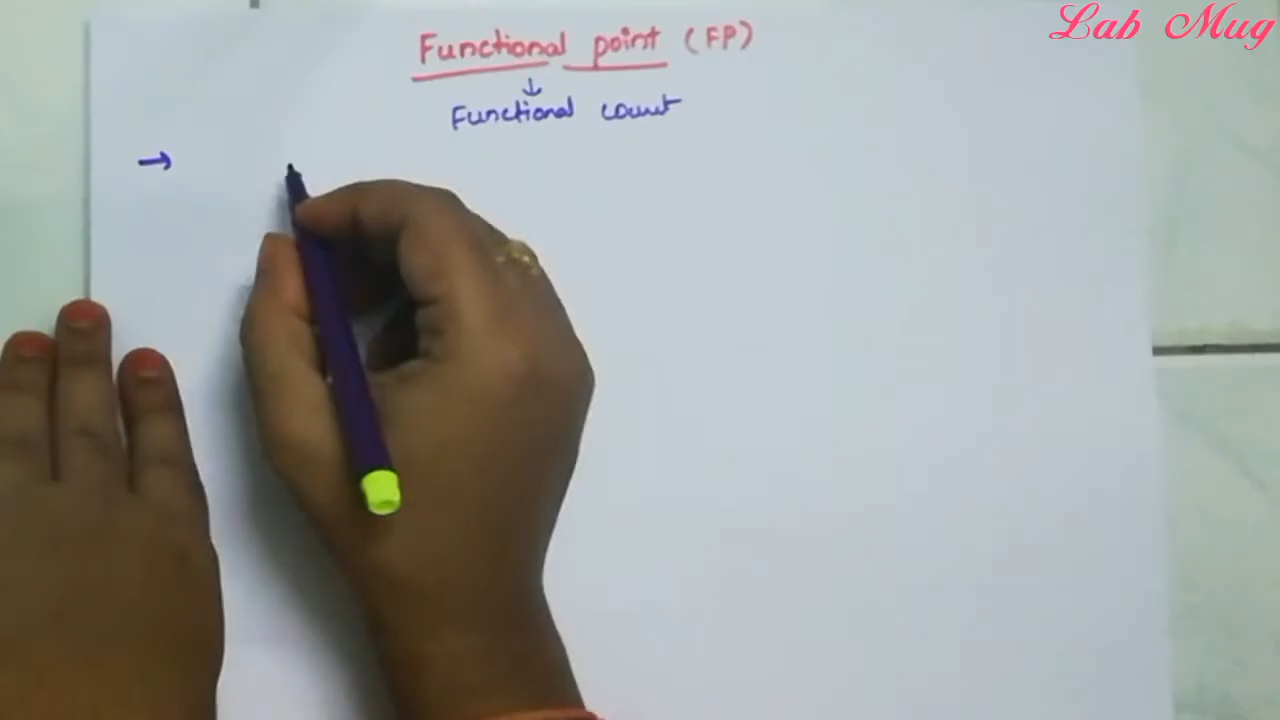 Lab Mug
Functional point (FP)
↓
Functional count
→